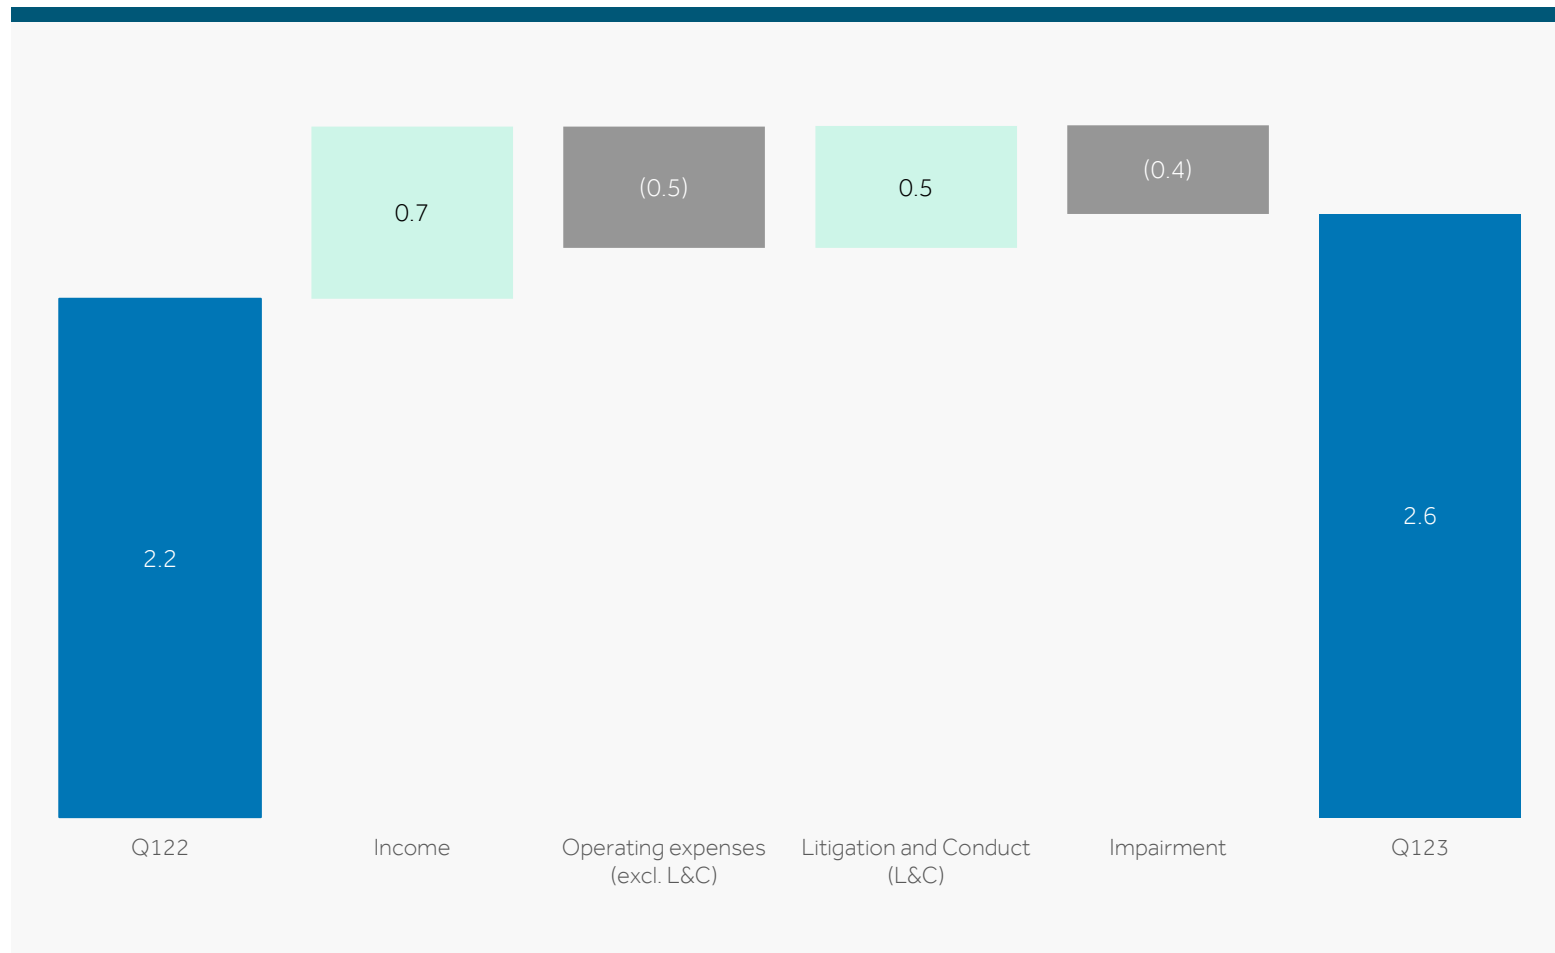 0.7
(0.5)
0.5
(0.4)
2.2
2.6
Q122
Income
Operating expenses
(excl. L&C)
Litigation and Conduct
(L&C)
Impairment
Q123